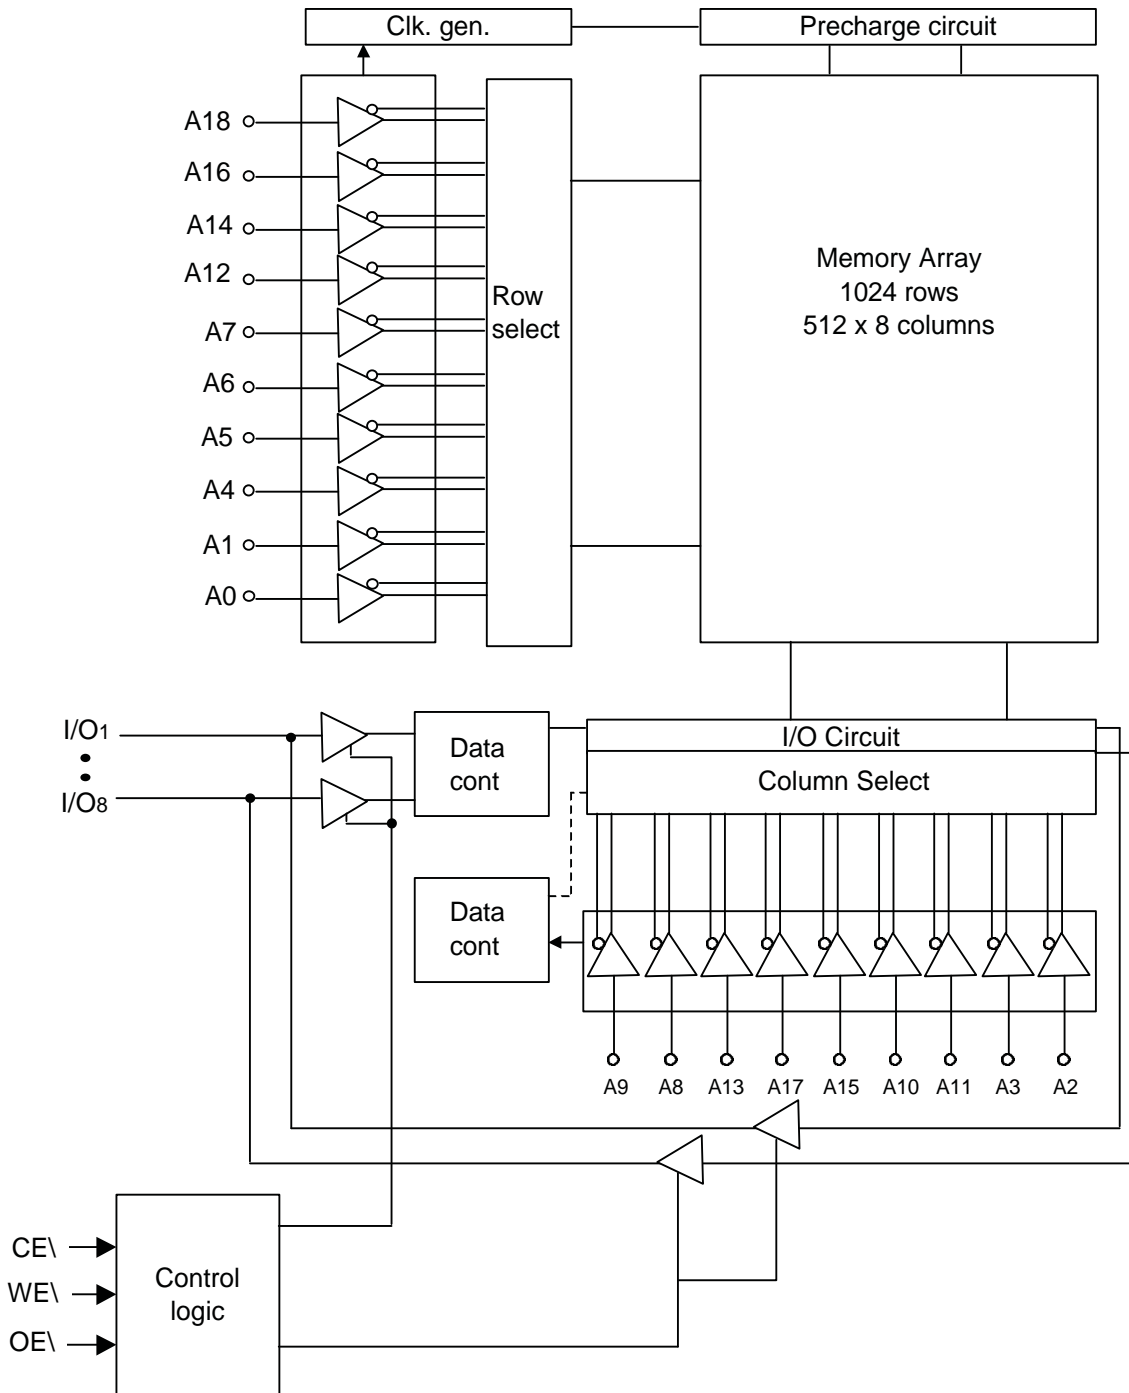 Clk. gen.
Precharge circuit
A18
A16
A14
A12
A7
A6
A5
A4
A1
A0
Row
select
Memory Array
1024 rows
512 x 8 columns
I/O1
I/O8
Data
cont
I/O Circuit
Column Select
Data
cont
A9 A8 A13 A17 A15 A10 A11 A3 A2
CE\
WE\
OE\
Control
logic